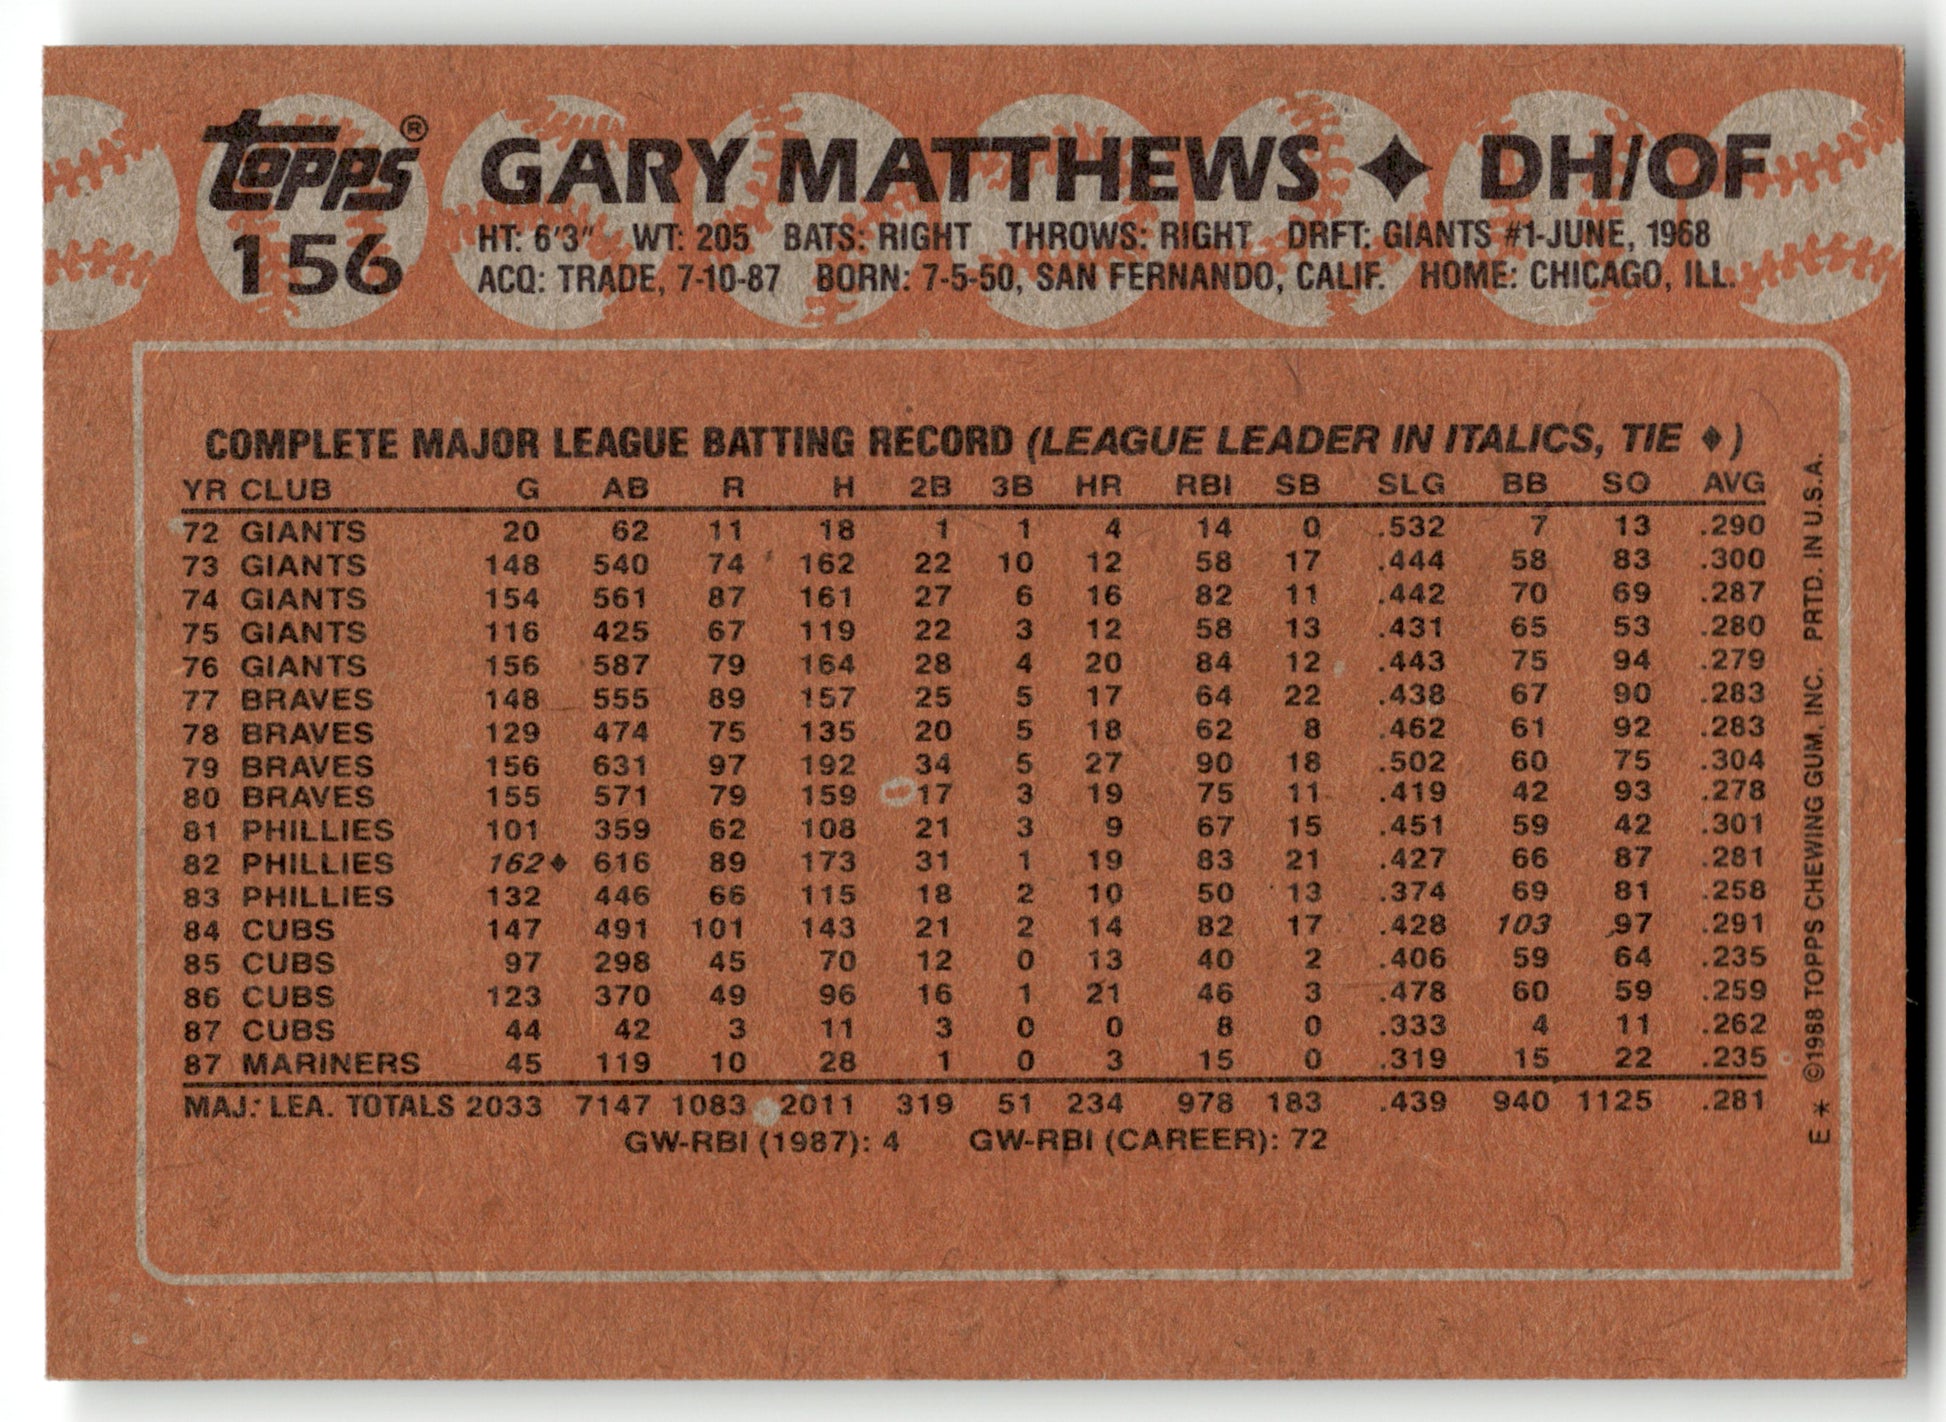 topps® GARY MATTHEWS ♦ DH/OF
156 HT: 6'3" WT: 205 BATS: RIGHT THROWS: RIGHT DRFT: GIANTS #1-JUNE, 1968
ACQ: TRADE, 7-10-87 BORN: 7-5-50, SAN FERNANDO, CALIF. HOME: CHICAGO, ILL.
COMPLETE MAJOR LEAGUE BATTING RECORD (LEAGUE LEADER IN ITALICS, TIE ♦)
YR CLUB G AB R H 2B 3B HR RBI SB SLG BB SO AVG
72 GIANTS 20 62 11 18 1 1 4 14 0 .532 7 13 .290
73 GIANTS 148 540 74 162 22 10 12 58 17 .444 58 83 .300
74 GIANTS 154 561 87 161 27 6 16 82 11 .442 70 69 .287
75 GIANTS 116 425 67 119 22 3 12 58 13 .431 65 53 .280
76 GIANTS 156 587 79 164 28 4 20 84 12 .443 75 94 .279
77 BRAVES 148 555 89 157 25 5 17 64 22 .438 67 90 .283
78 BRAVES 129 474 75 135 20 5 18 62 8 .462 61 92 .283
79 BRAVES 156 631 97 192 34 5 27 90 18 .502 60 75 .304
80 BRAVES 155 571 79 159 17 3 19 75 11 .419 42 93 .278
81 PHILLIES 101 359 62 108 21 3 9 67 15 .451 59 42 .301
82 PHILLIES 162♦ 616 89 173 31 1 19 83 21 .427 66 87 .281
83 PHILLIES 132 446 66 115 18 2 10 50 13 .374 69 81 .258
84 CUBS 147 491 101 143 21 2 14 82 17 .428 103 97 .291
85 CUBS 97 298 45 70 12 0 13 40 2 .406 59 64 .235
86 CUBS 123 370 49 96 16 1 21 46 3 .478 60 59 .259
87 CUBS 44 42 3 11 3 0 0 8 0 .333 4 11 .262
87 MARINERS 45 119 10 28 1 0 3 15 0 .319 15 22 .235
MAJ. LEA. TOTALS 2033 7147 1083 2011 319 51 234 978 183 .439 940 1125 .281
GW-RBI (1987): 4 GW-RBI (CAREER): 72
E* ©1988 TOPPS CHEWING GUM, INC. PRTD. IN U.S.A.